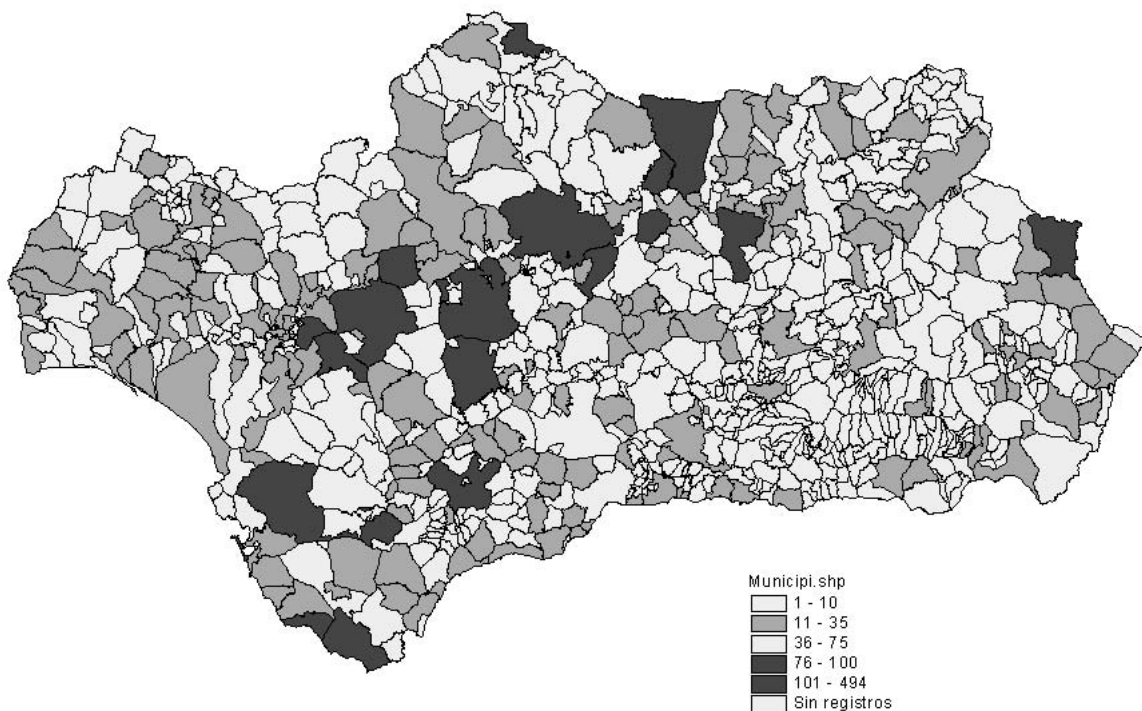 Municipi.shp
1 - 10
11 - 35
36 - 75
76 - 100
101 - 494
Sin registros